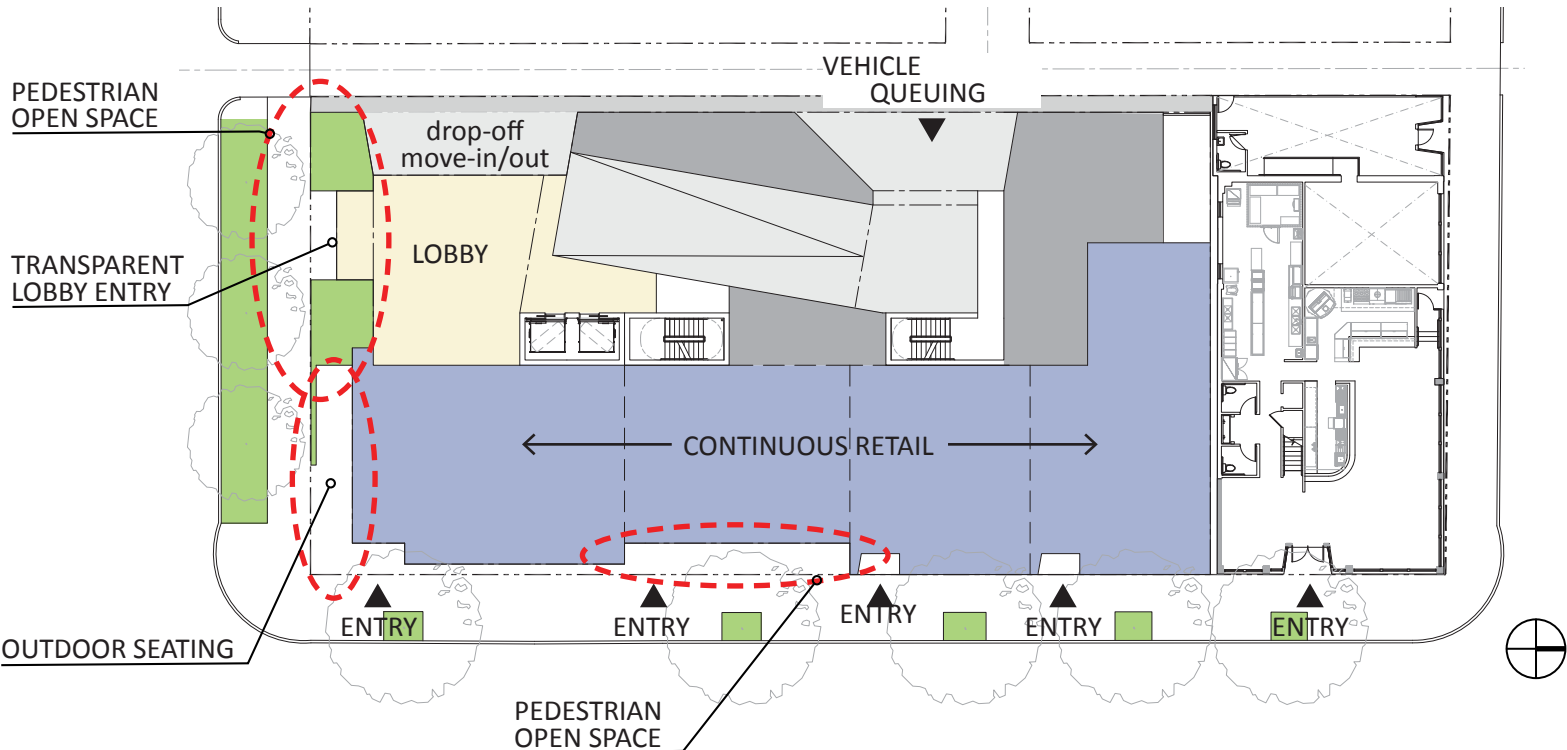 VEHICLE
QUEUING
PEDESTRIAN
OPEN SPACE
drop-off
move-in/out
TRANSPARENT
LOBBY ENTRY
LOBBY
CONTINUOUS RETAIL
OUTDOOR SEATING
ENTRY
ENTRY
ENTRY
ENTRY
ENTRY
PEDESTRIAN
OPEN SPACE